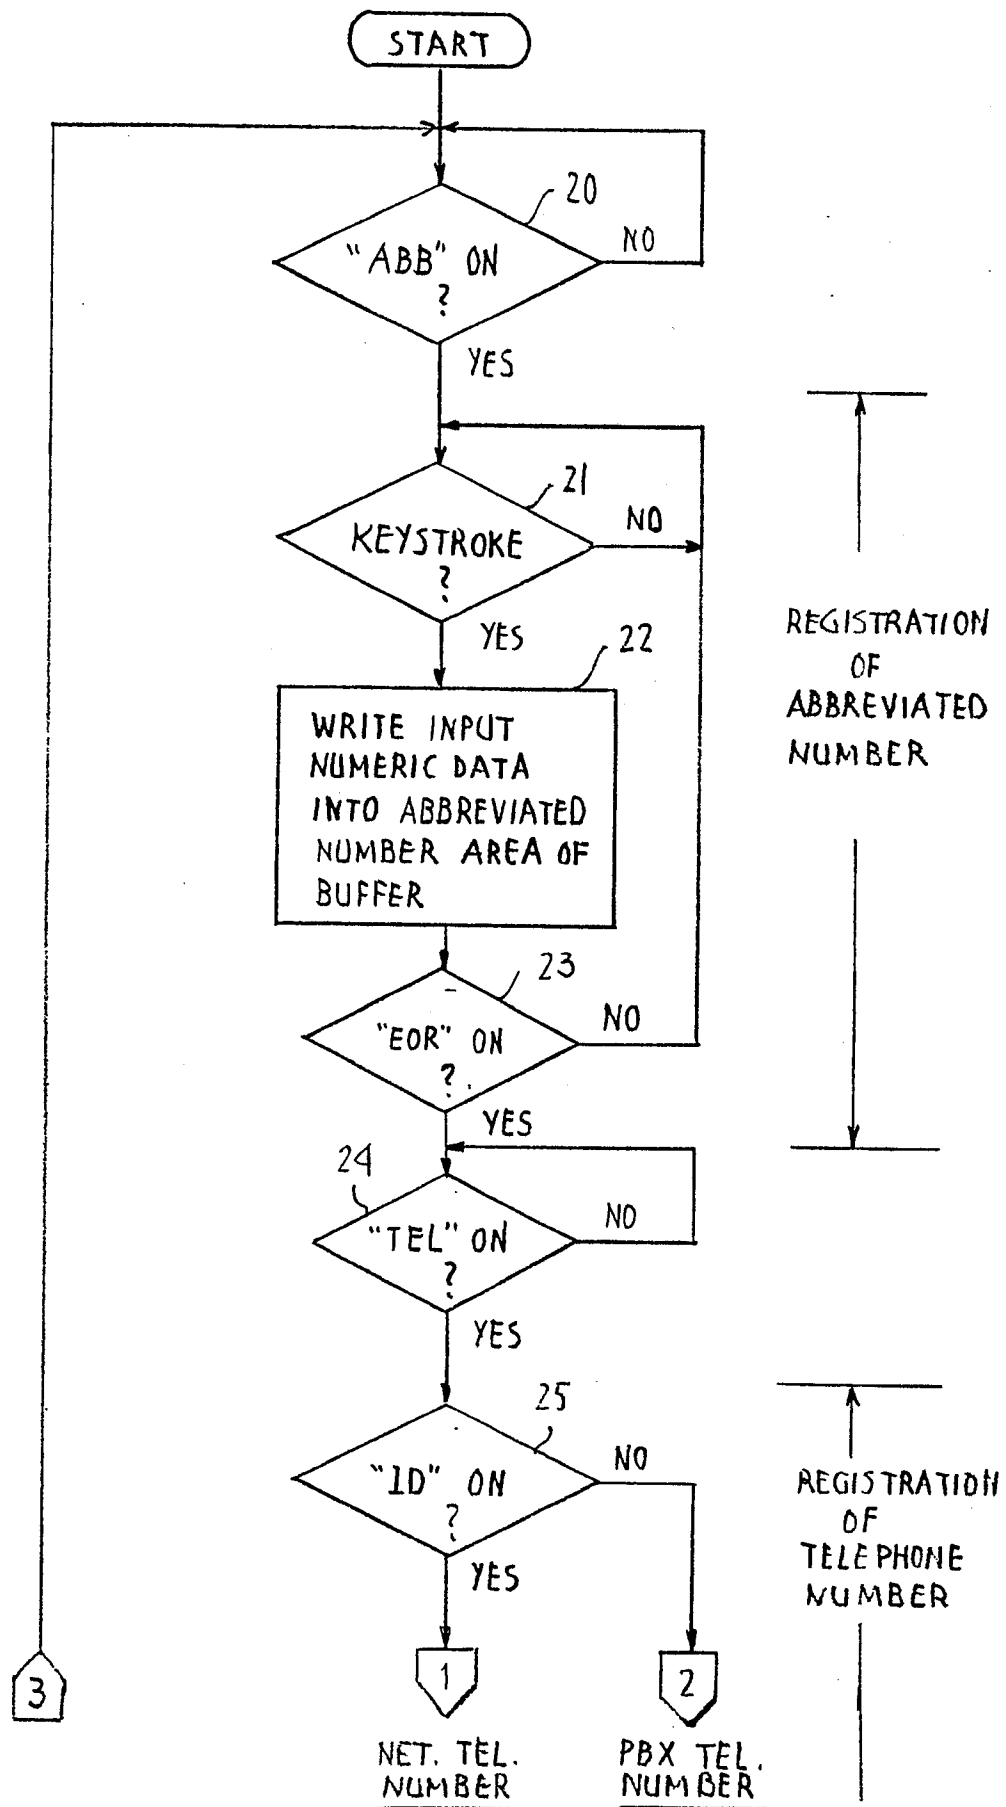 START
20
"ABB" ON
?
NO
YES
21
KEYSTROKE
?
NO
YES
22
WRITE INPUT
NUMERIC DATA
INTO ABBREVIATED
NUMBER AREA OF
BUFFER
REGISTRATION
OF
ABBREVIATED
NUMBER
23
"EOR" ON
?
NO
YES
24
"TEL" ON
?
NO
YES
25
"ID" ON
?
NO
YES
REGISTRATION
OF
TELEPHONE
NUMBER
3
1
2
NET. TEL.
NUMBER
PBX TEL.
NUMBER